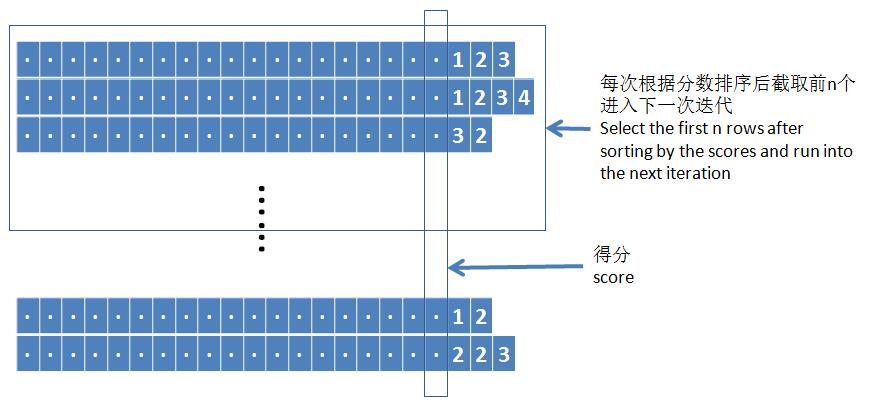 1 2 3
1 2 3 4
3 2
每次根据分数排序后截取前n个
进入下一次迭代
Select the first n rows after
sorting by the scores and run into
the next iteration
得分
score
1 2
2 2 3